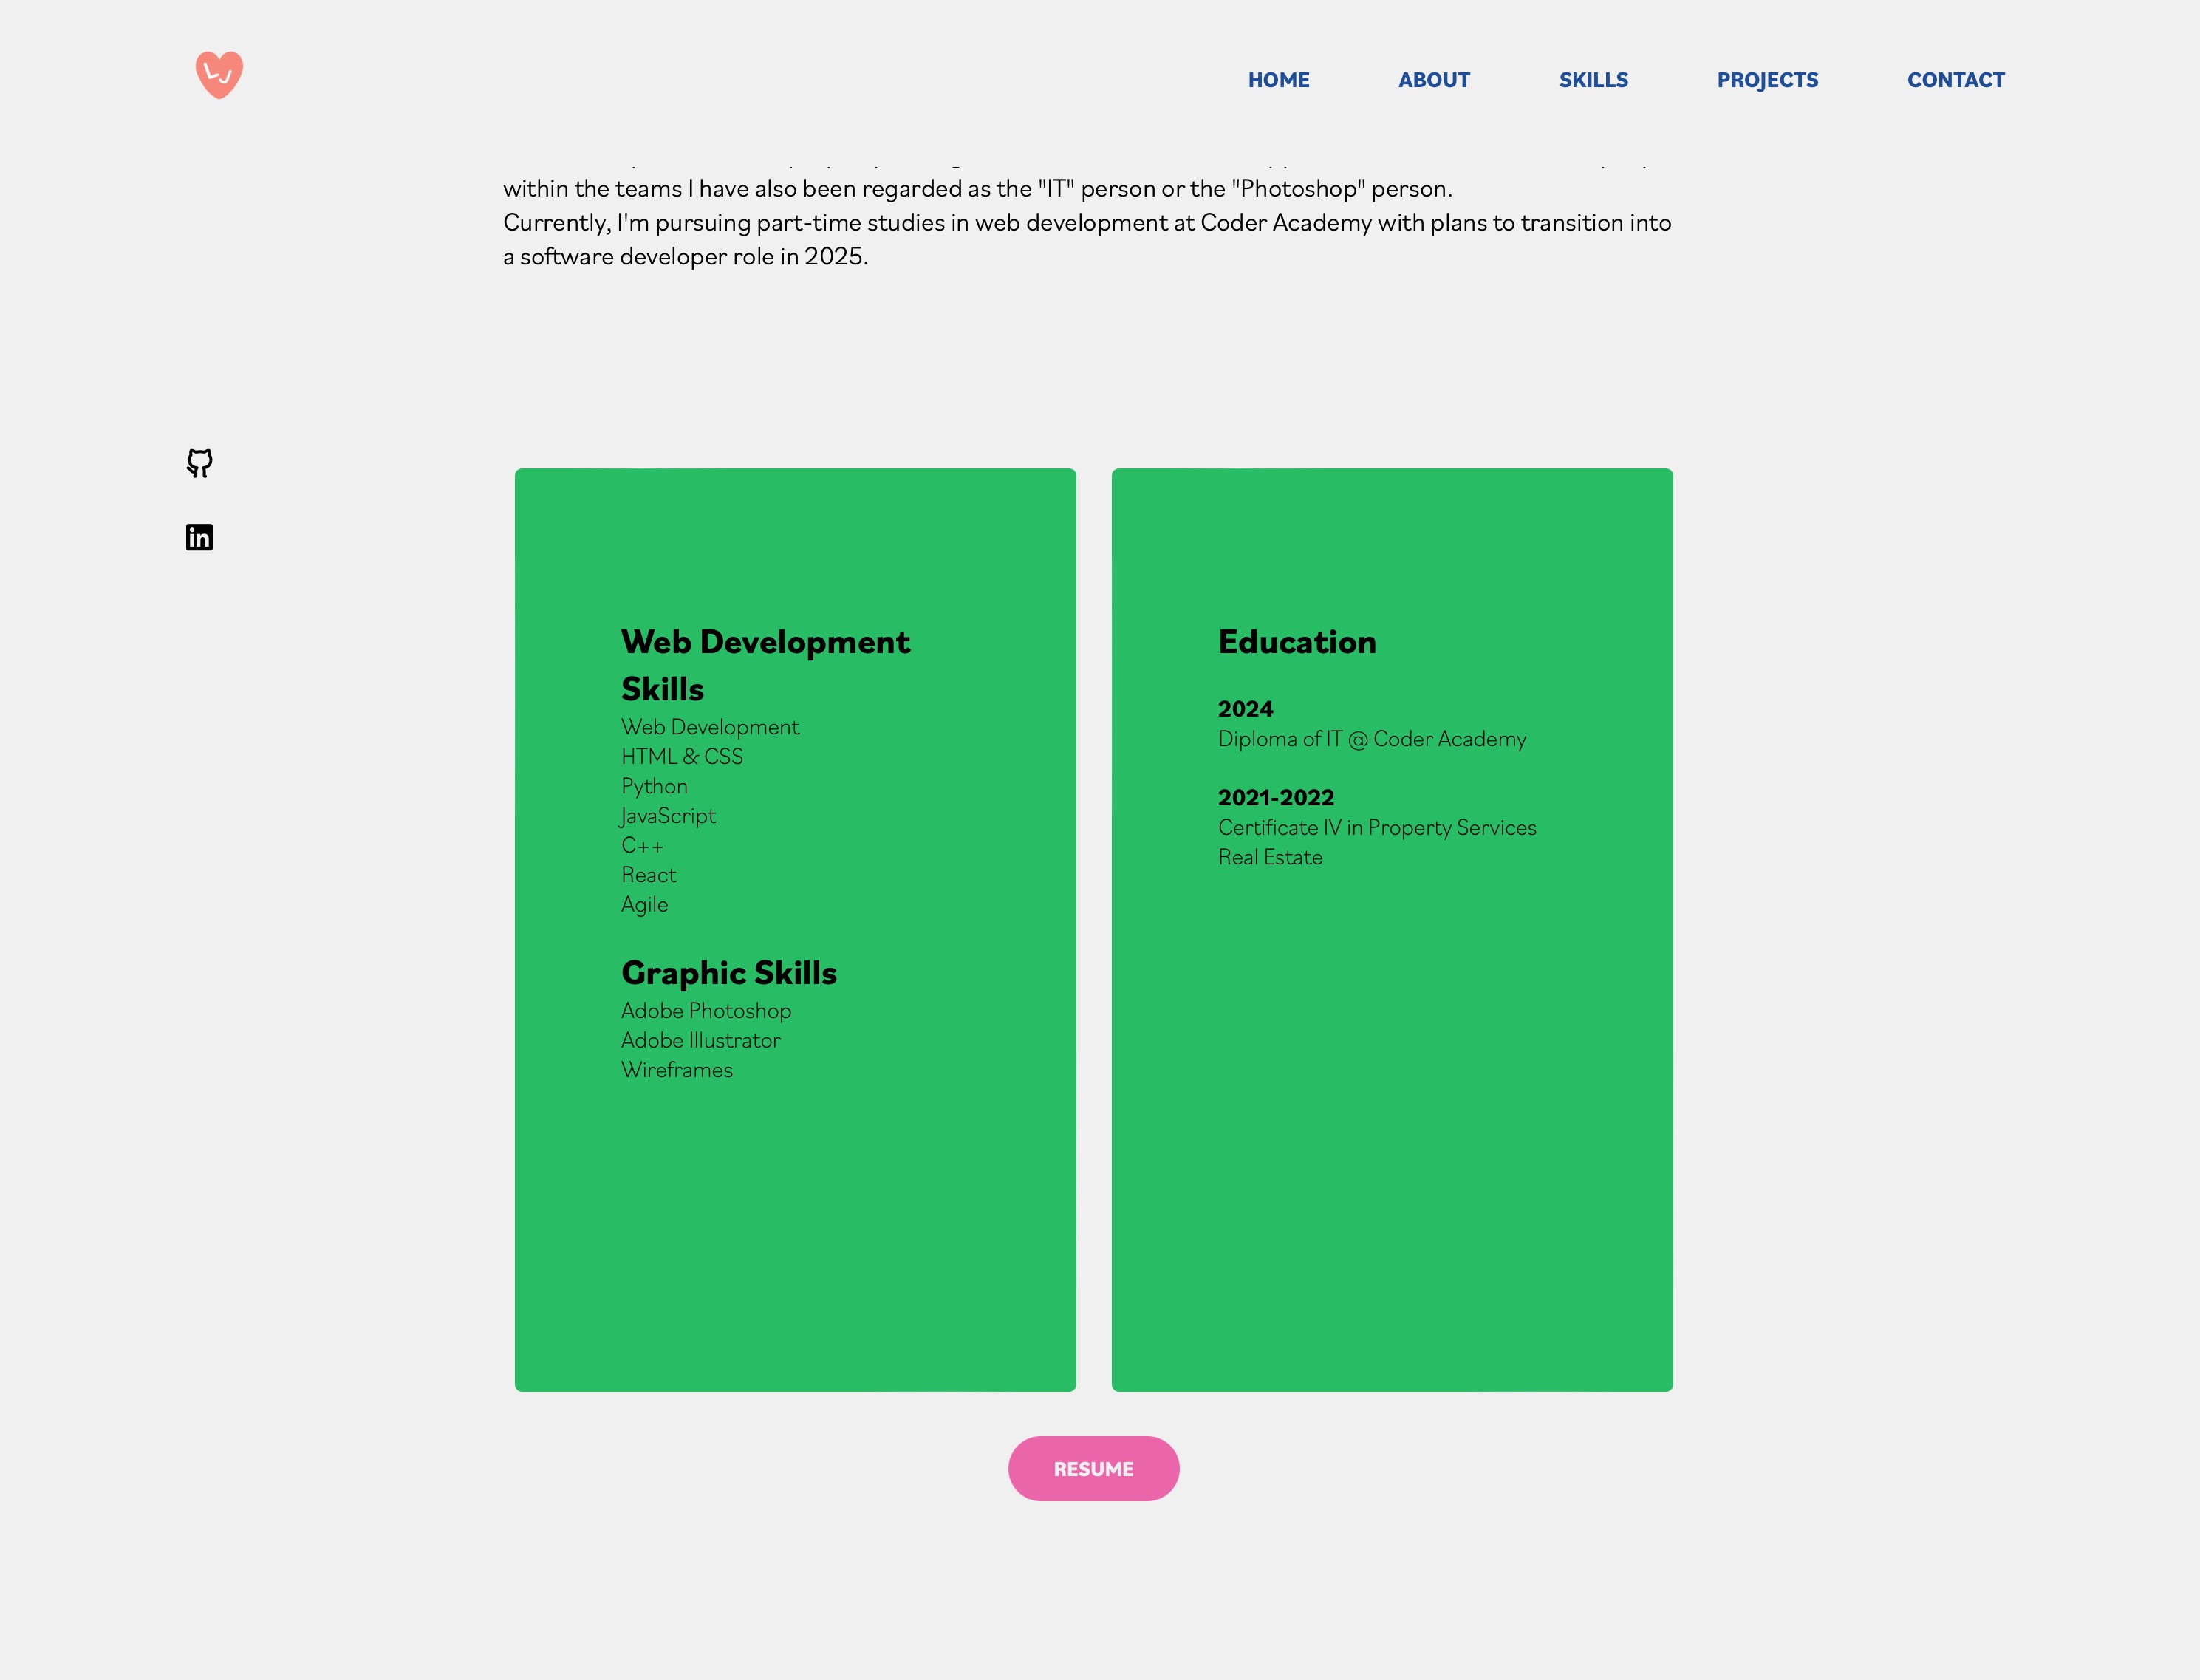 LJ
HOME ABOUT SKILLS PROJECTS CONTACT
within the teams I have also been regarded as the "IT" person or the "Photoshop" person.
Currently, I'm pursuing part-time studies in web development at Coder Academy with plans to transition into
a software developer role in 2025.
in
Web Development
Skills
Web Development
HTML & CSS
Python
JavaScript
C++
React
Agile
Graphic Skills
Adobe Photoshop
Adobe Illustrator
Wireframes
Education
2024
Diploma of IT @ Coder Academy
2021-2022
Certificate IV in Property Services
Real Estate
RESUME